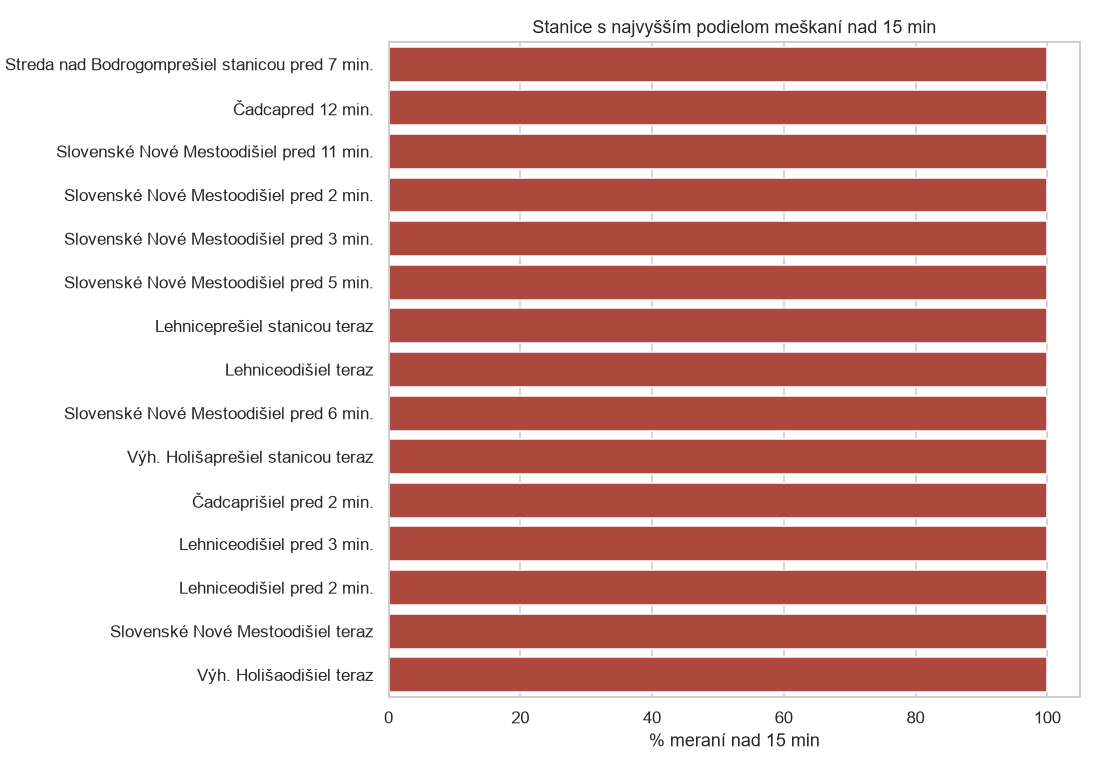 Stanice s najvyšším podielom meškaní nad 15 min
Streda nad Bodrogomprešiel stanicou pred 7 min.
Čadcapred 12 min.
Slovenské Nové Mestoodišiel pred 11 min.
Slovenské Nové Mestoodišiel pred 2 min.
Slovenské Nové Mestoodišiel pred 3 min.
Slovenské Nové Mestoodišiel pred 5 min.
Lehniceprešiel stanicou teraz
Lehniceodišiel teraz
Slovenské Nové Mestoodišiel pred 6 min.
Výh. Holišaprešiel stanicou teraz
Čadcaprišiel pred 2 min.
Lehniceodišiel pred 3 min.
Lehniceodišiel pred 2 min.
Slovenské Nové Mestoodišiel teraz
Výh. Holišaodišiel teraz
0 20 40 60 80 100
% meraní nad 15 min